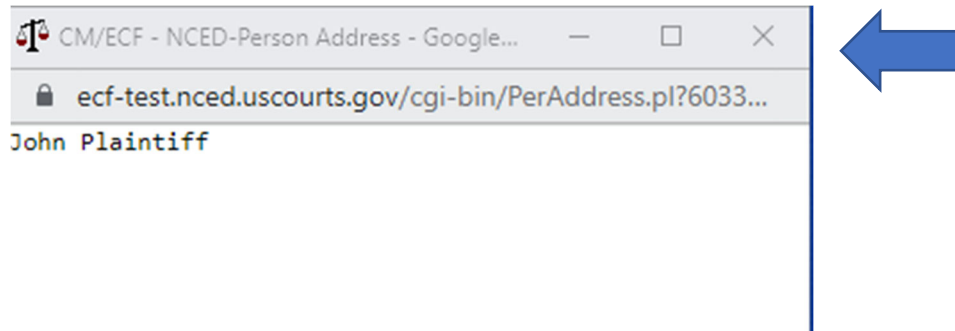 CM/ECF - NCED-Person Address - Google...
ecf-test.nced.uscourts.gov/cgi-bin/PerAddress.pl?6033...
John Plaintiff